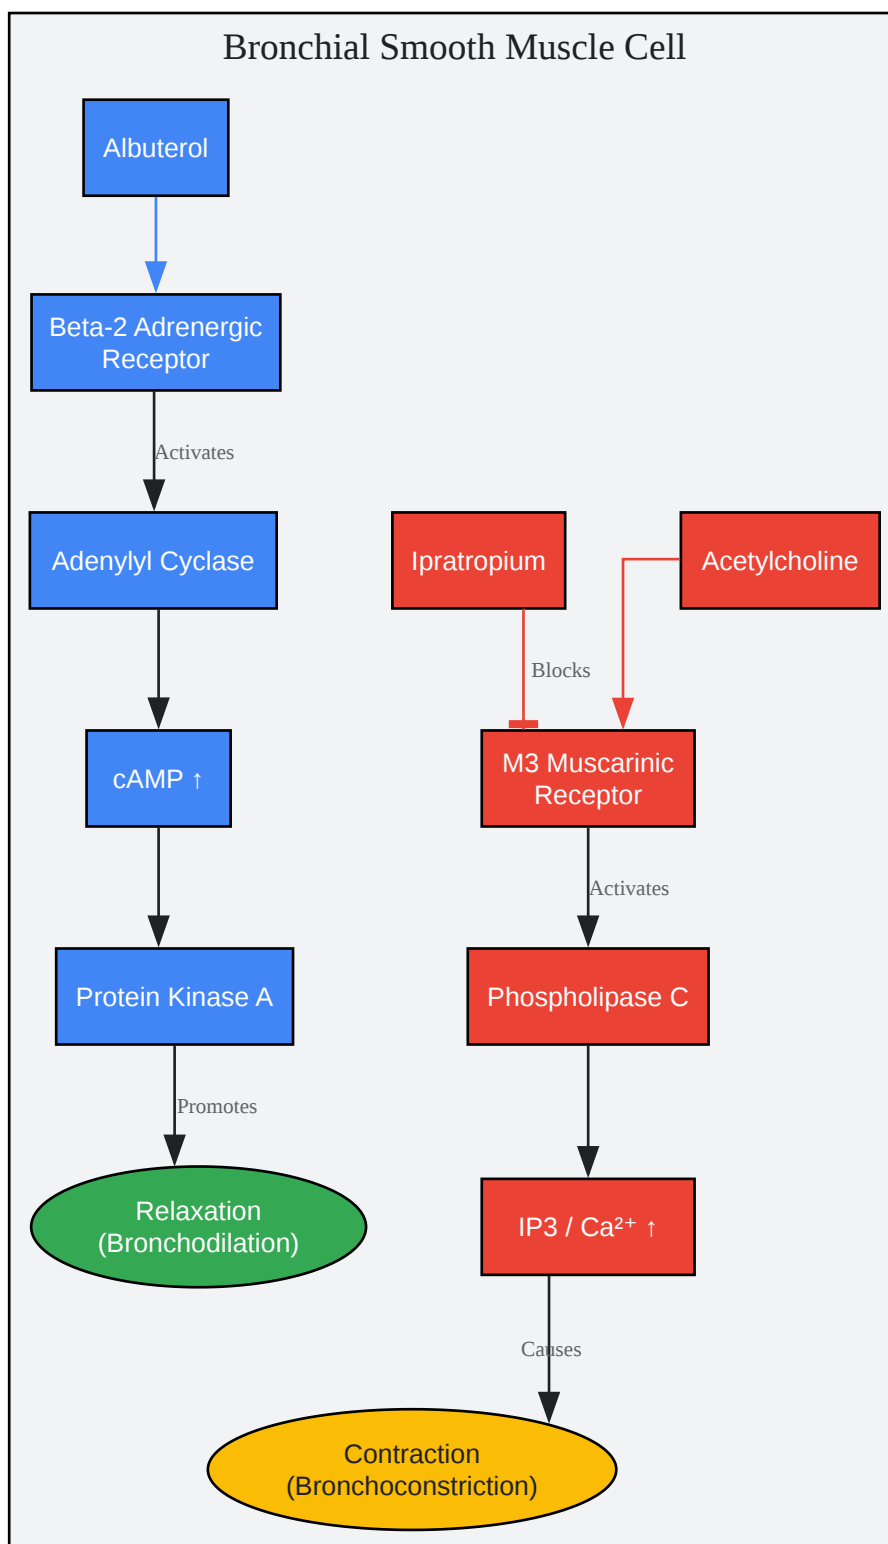 Bronchial Smooth Muscle Cell
Albuterol
Beta-2 Adrenergic
Receptor
Activates
Adenylyl Cyclase
Ipratropium
Acetylcholine
Blocks
cAMP ↑
M3 Muscarinic
Receptor
Activates
Protein Kinase A
Phospholipase C
Promotes
Relaxation
(Bronchodilation)
IP3 / Ca²⁺ ↑
Causes
Contraction
(Bronchoconstriction)